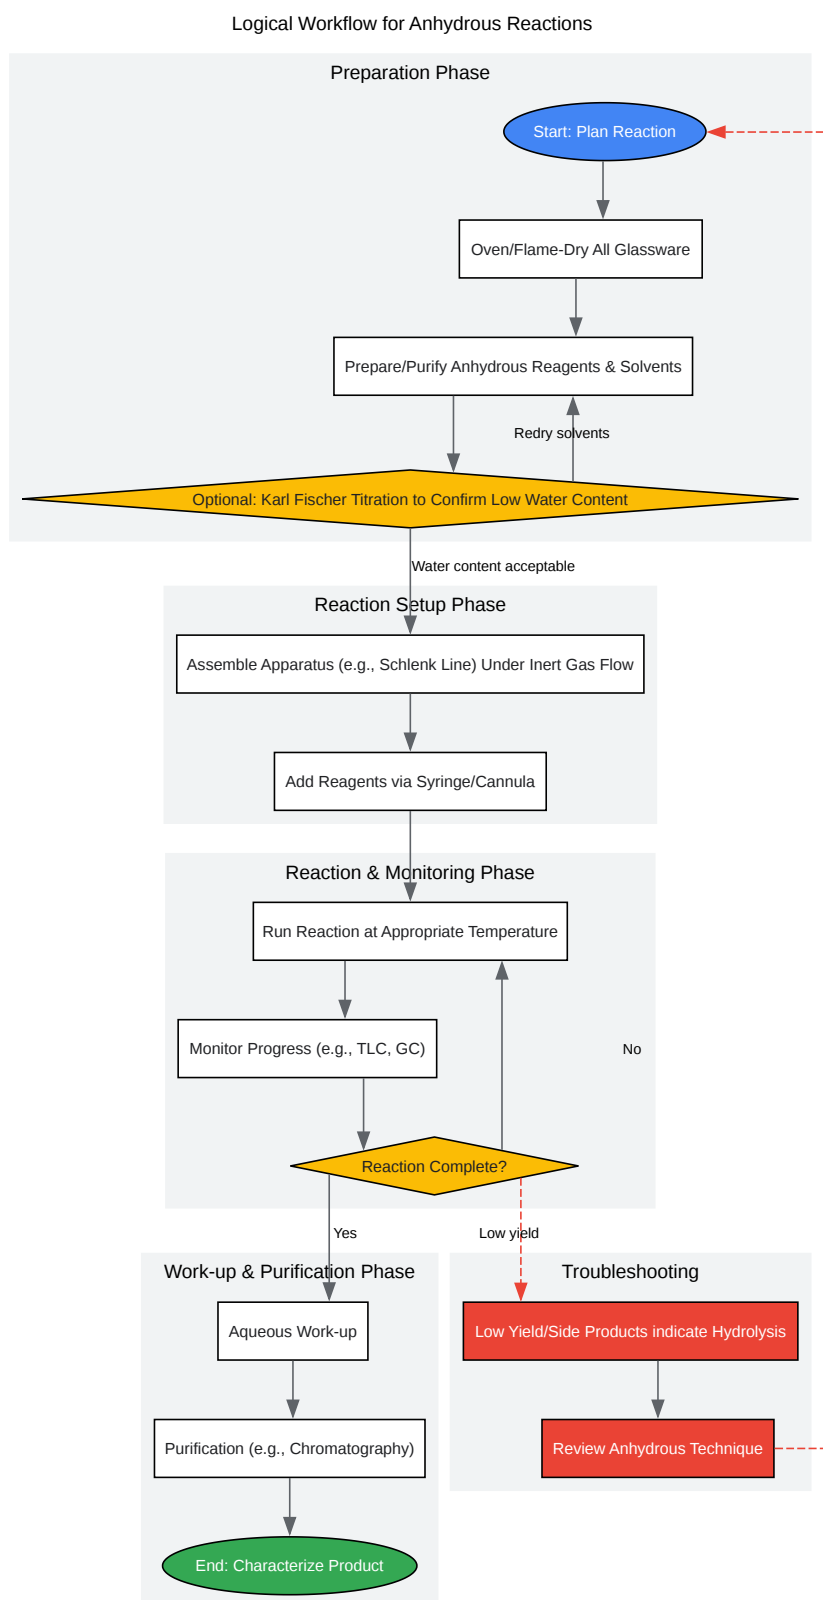 Logical Workflow for Anhydrous Reactions
Preparation Phase
Start: Plan Reaction
Oven/Flame-Dry All Glassware
Prepare/Purify Anhydrous Reagents & Solvents
Redry solvents
Optional: Karl Fischer Titration to Confirm Low Water Content
Water content acceptable
Reaction Setup Phase
Assemble Apparatus (e.g., Schlenk Line) Under Inert Gas Flow
Add Reagents via Syringe/Cannula
Reaction & Monitoring Phase
Run Reaction at Appropriate Temperature
Monitor Progress (e.g., TLC, GC)
No
Reaction Complete?
Yes
Low yield
Work-up & Purification Phase
Aqueous Work-up
Purification (e.g., Chromatography)
End: Characterize Product
Troubleshooting
Low Yield/Side Products indicate Hydrolysis
Review Anhydrous Technique